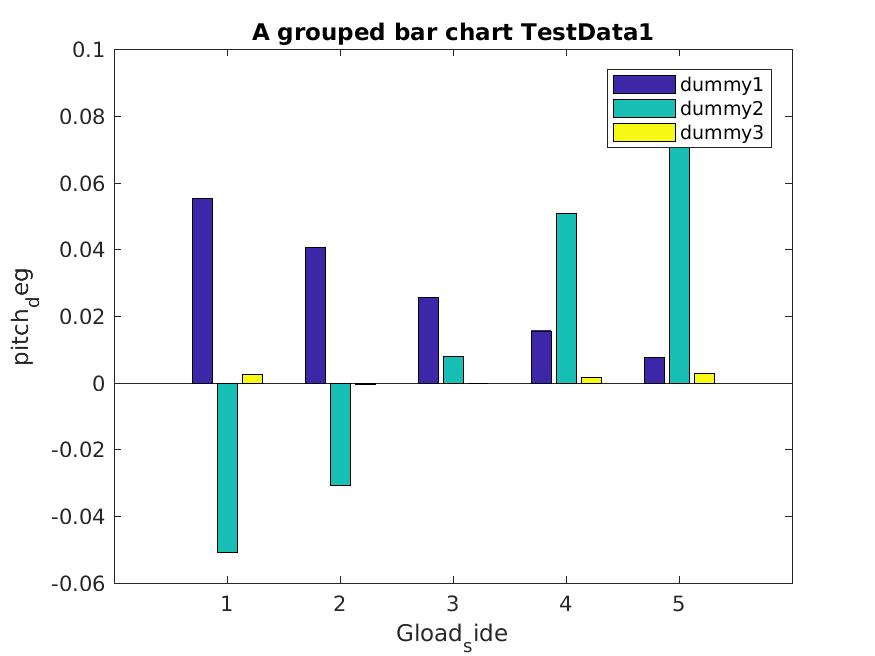 A grouped bar chart TestData1
0.1
0.08
0.06
0.04
0.02
0
-0.02
-0.04
-0.06
pitch_deg
dummy1
dummy2
dummy3
1 2 3 4 5
Gload_side